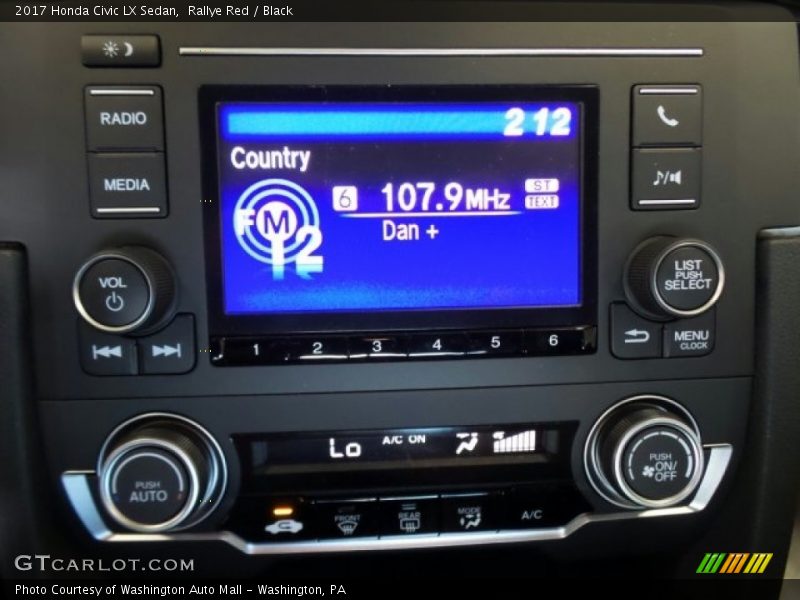 2017 Honda Civic LX Sedan, Rallye Red / Black
RADIO
MEDIA
VOL
2 12
Country
FM2
6 107.9MHz ST
TEXT
Dan +
LIST
PUSH
SELECT
MENU
CLOCK
1 2 3 4 5 6
Lo A/C ON
PUSH
AUTO
PUSH
ON/
OFF
FRONT
REAR
MODE
A/C
GTCARLOT.COM
Photo Courtesy of Washington Auto Mall - Washington, PA